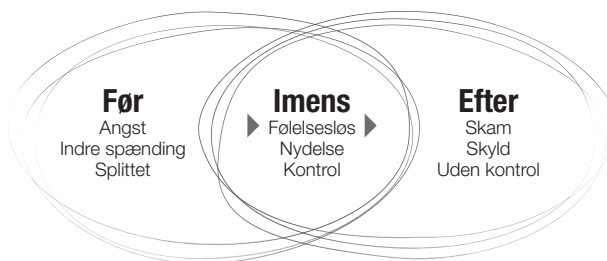 Før
Angst
Indre spænding
Splittet
Imens
Følelsesløs
Nydelse
Kontrol
Efter
Skam
Skyld
Uden kontrol